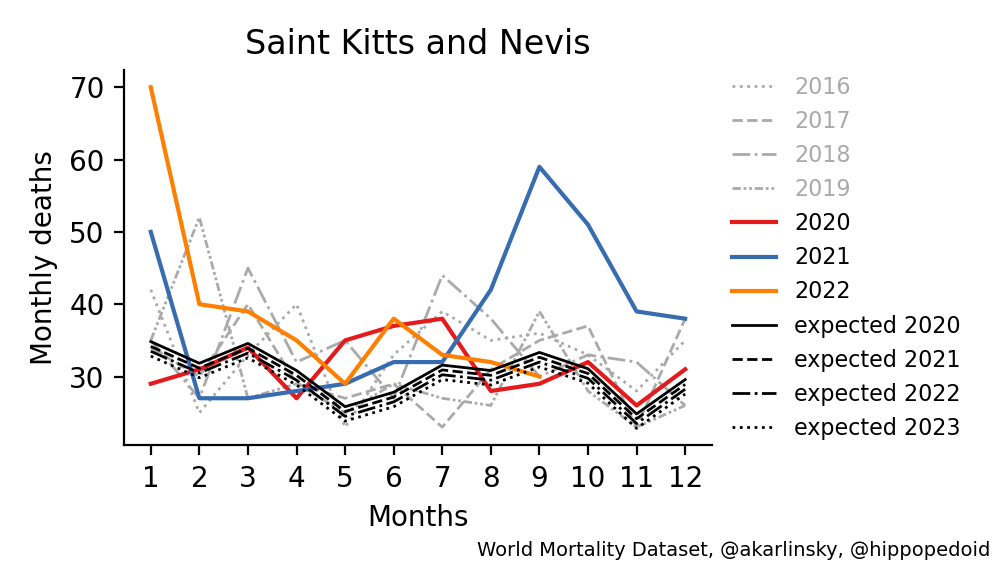 Saint Kitts and Nevis
Monthly deaths
70
60
50
40
30
1 2 3 4 5 6 7 8 9 10 11 12
Months
2016
2017
2018
2019
2020
2021
2022
expected 2020
expected 2021
expected 2022
expected 2023
World Mortality Dataset, @akarlinsky, @hippopedoid